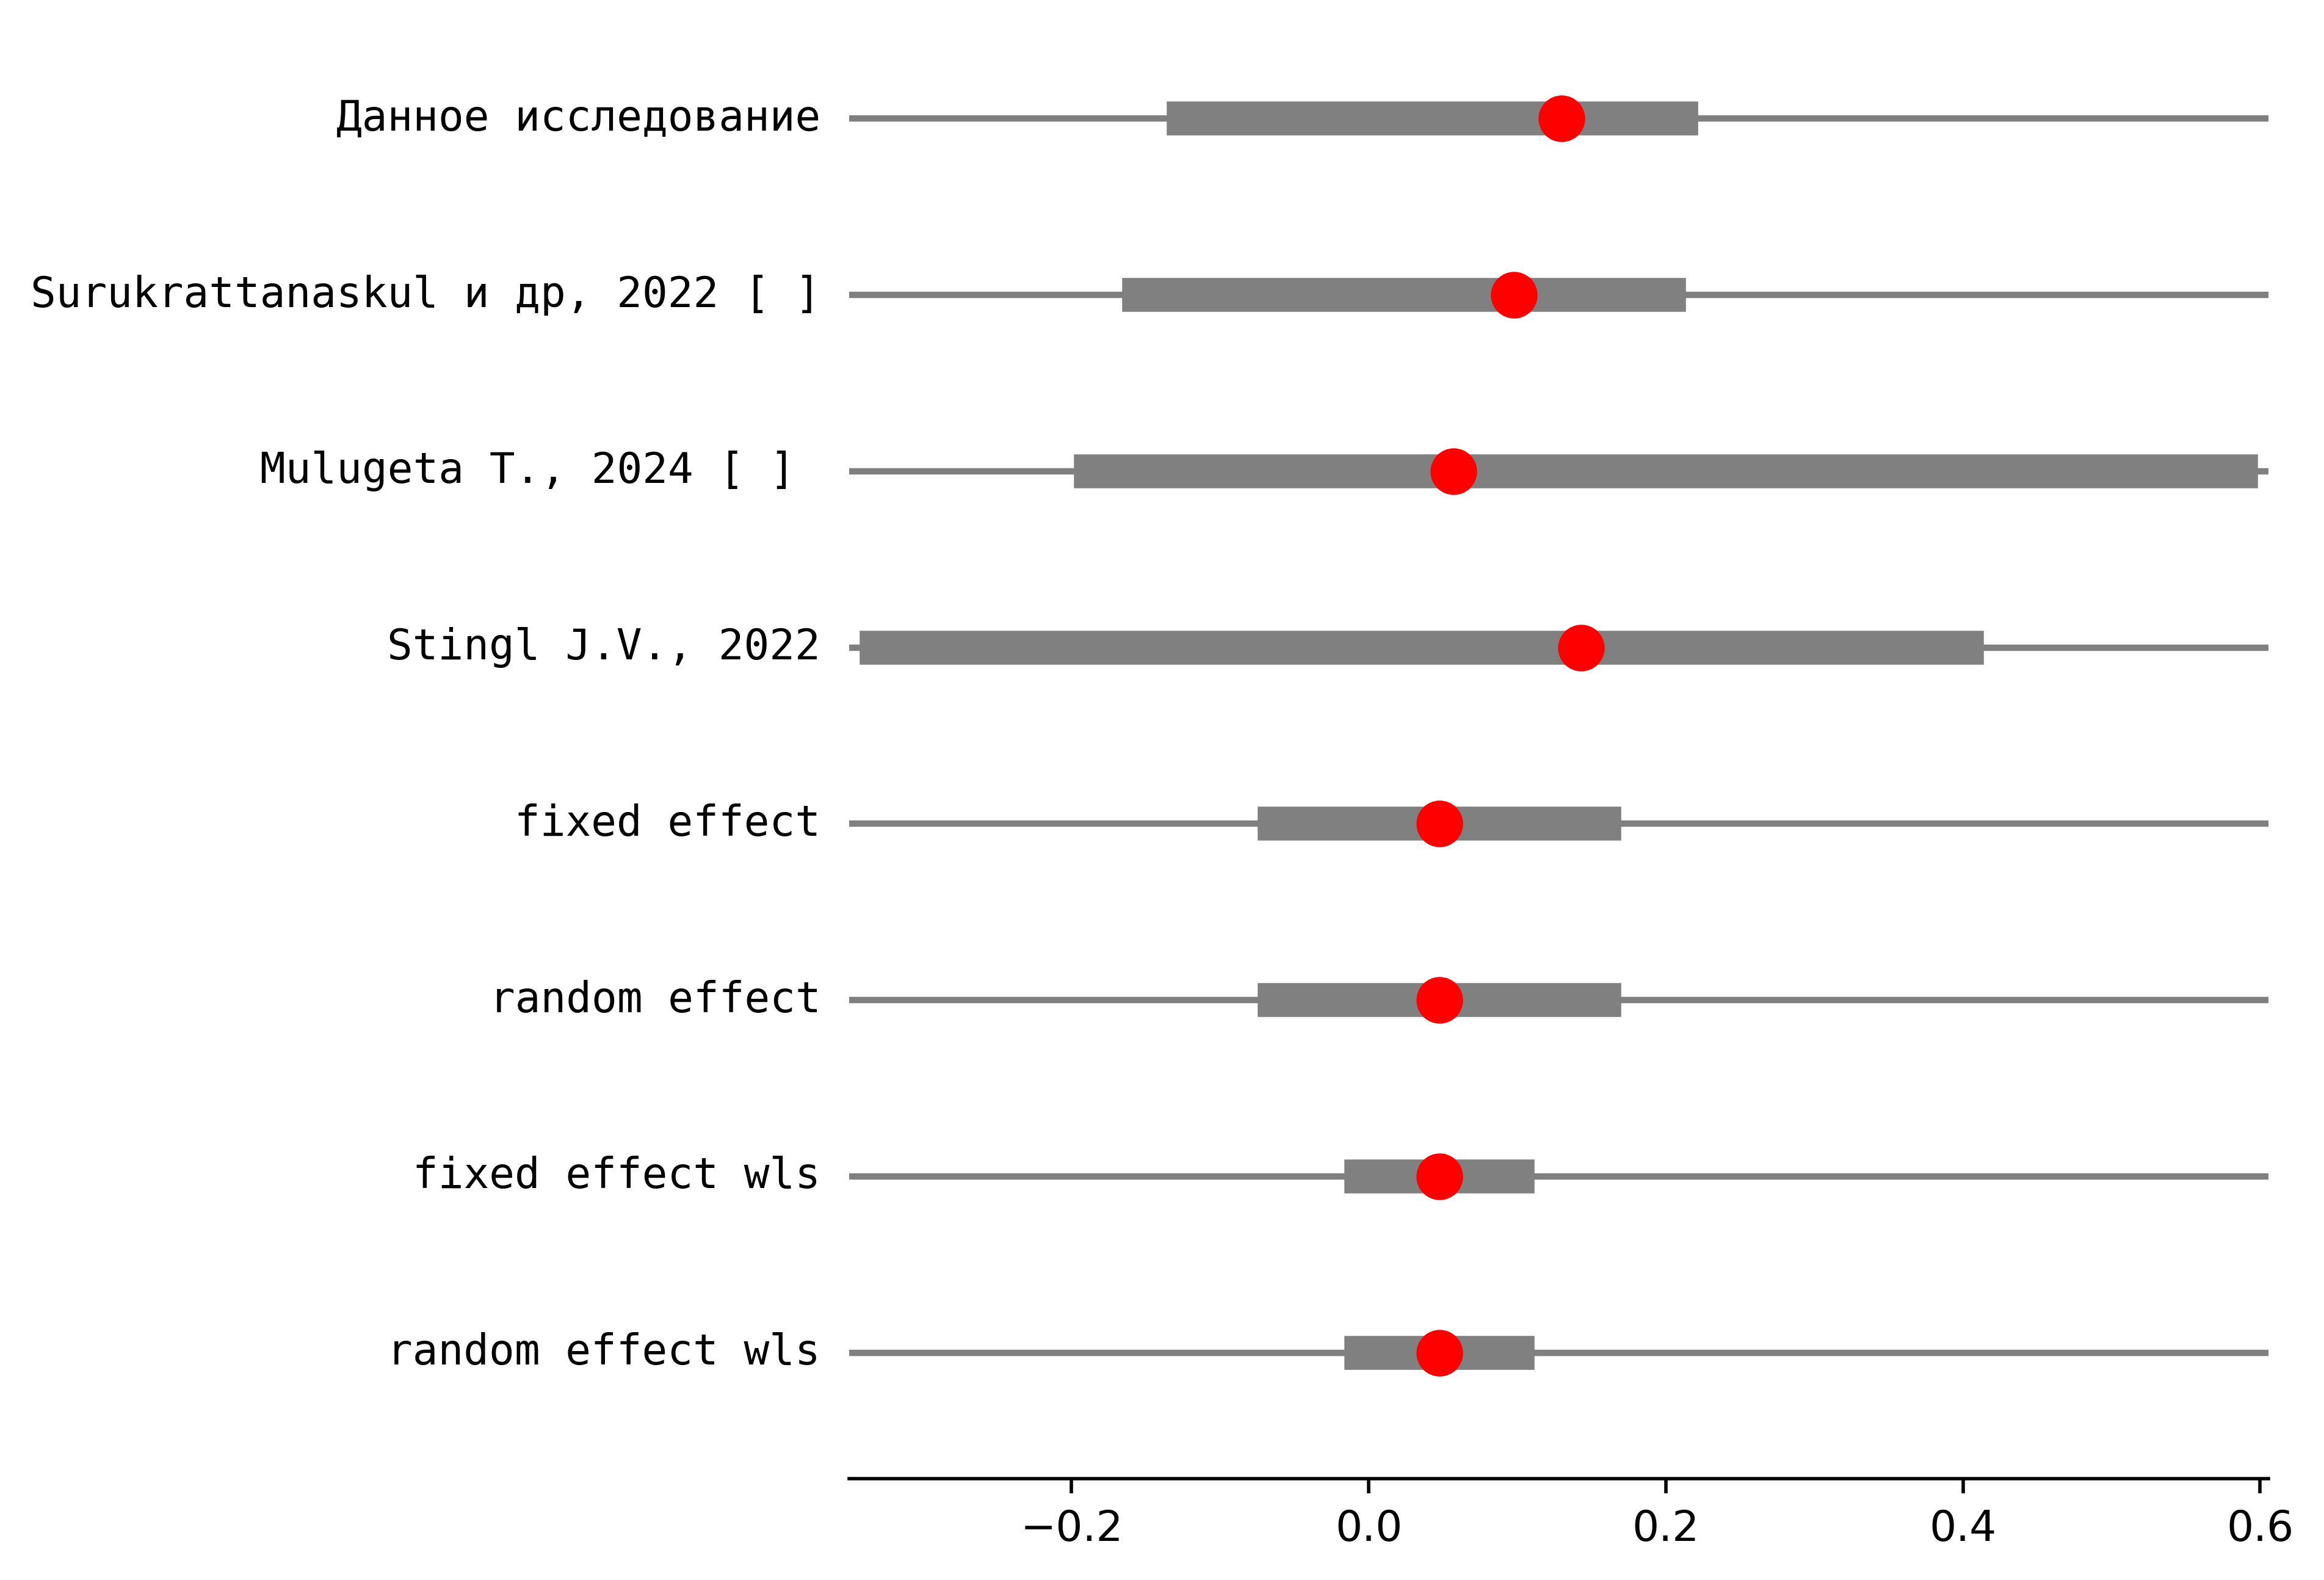 Данное исследование
Surukrattanaskul и др, 2022 [ ]
Mulugeta T., 2024 [ ]
Stingl J.V., 2022
fixed effect
random effect
fixed effect wls
random effect wls
−0.2 0.0 0.2 0.4 0.6